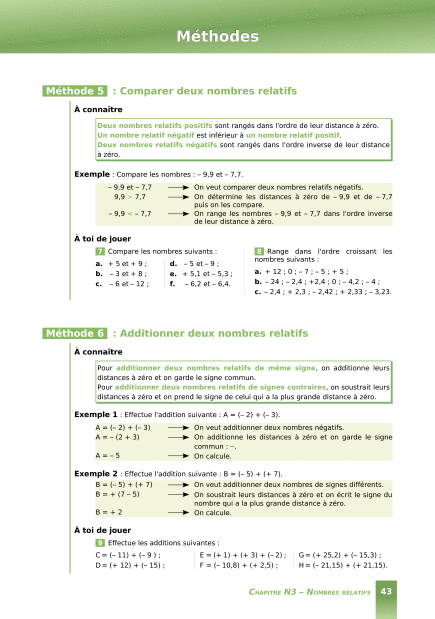 Méthodes
Méthode 5 : Comparer deux nombres relatifs
À connaître
Deux nombres relatifs positifs sont rangés dans l'ordre de leur distance à zéro.
Un nombre relatif négatif est inférieur à un nombre relatif positif.
Deux nombres relatifs négatifs sont rangés dans l'ordre inverse de leur distance
à zéro.
Exemple : Compare les nombres : – 9,9 et – 7,7.
– 9,9 et – 7,7 On veut comparer deux nombres relatifs négatifs.
9,9 > 7,7 On détermine les distances à zéro de – 9,9 et de – 7,7
puis on les compare.
– 9,9 < – 7,7 On range les nombres – 9,9 et – 7,7 dans l'ordre inverse
de leur distance à zéro.
À toi de jouer
7 Compare les nombres suivants :
a. + 5 et + 9 ; d. – 5 et – 9 ;
b. – 3 et + 8 ; e. + 5,1 et – 5,3 ;
c. – 6 et – 12 ; f. – 6,2 et – 6,4.
8 Range dans l'ordre croissant les
nombres suivants :
a. + 12 ; 0 ; – 7 ; – 5 ; + 5 ;
b. – 24 ; – 2,4 ; +2,4 ; 0 ; – 4,2 ; – 4 ;
c. – 2,4 ; + 2,3 ; – 2,42 ; + 2,33 ; – 3,23.
Méthode 6 : Additionner deux nombres relatifs
À connaître
Pour additionner deux nombres relatifs de même signe, on additionne leurs
distances à zéro et on garde le signe commun.
Pour additionner deux nombres relatifs de signes contraires, on soustrait leurs
distances à zéro et on prend le signe de celui qui a la plus grande distance à zéro.
Exemple 1 : Effectue l'addition suivante : A = (– 2) + (– 3).
A = (– 2) + (– 3) On veut additionner deux nombres négatifs.
A = – (2 + 3) On additionne les distances à zéro et on garde le signe
commun : –.
A = – 5 On calcule.
Exemple 2 : Effectue l'addition suivante : B = (– 5) + (+ 7).
B = (– 5) + (+ 7) On veut additionner deux nombres de signes différents.
B = + (7 – 5) On soustrait leurs distances à zéro et on écrit le signe du
nombre qui a la plus grande distance à zéro.
B = + 2 On calcule.
À toi de jouer
9 Effectue les additions suivantes :
C = (– 11) + (– 9 ) ; E = (+ 1) + (+ 3) + (– 2) ; G = (+ 25,2) + (– 15,3) ;
D = (+ 12) + (– 15) ; F = (– 10,8) + (+ 2,5) ; H = (– 21,15) + (+ 21,15).
Chapitre N3 – Nombres relatifs 43